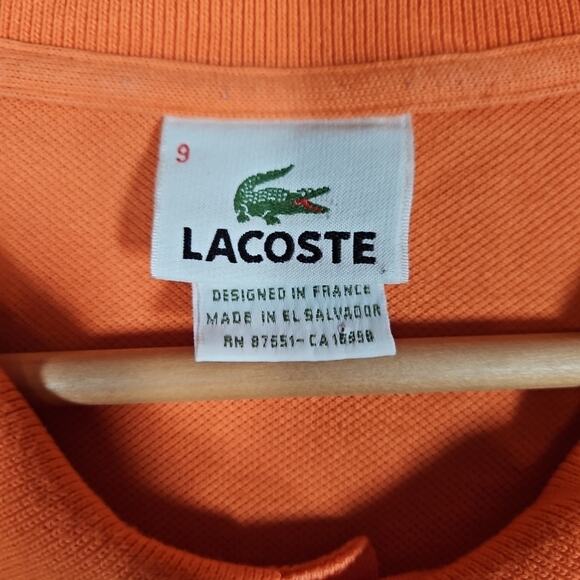 9
LACOSTE
DESIGNED IN FRANCE
MADE IN EL SALVADOR
RN 87551- CA 16898